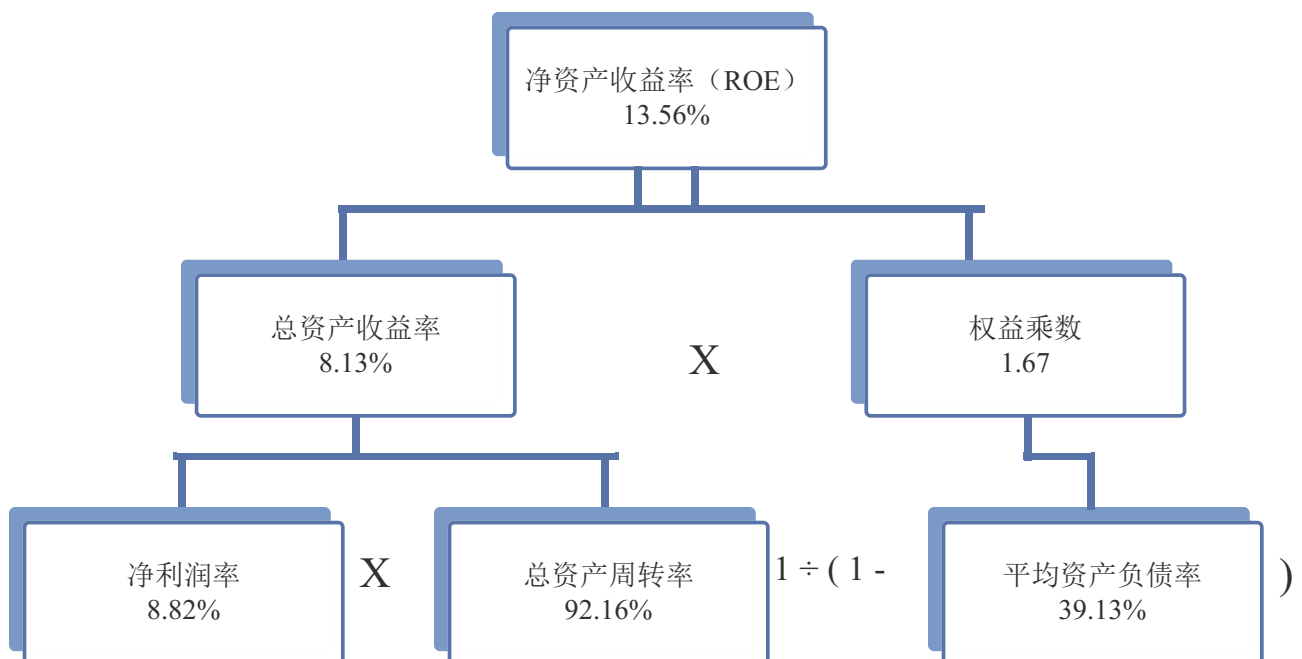 净资产收益率（ROE）
13.56%
总资产收益率
8.13%
X
权益乘数
1.67
净利润率
8.82%
X
总资产周转率
92.16%
1 ÷ ( 1 -
平均资产负债率
39.13%
)